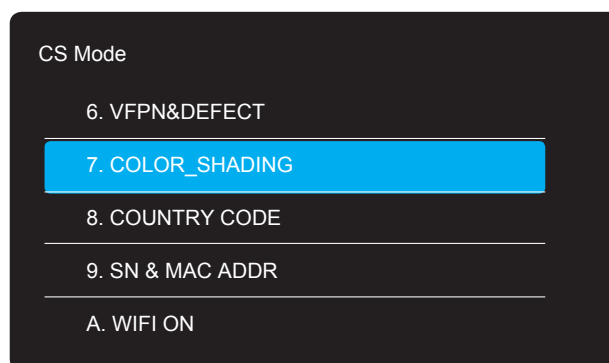 CS Mode
6. VFPN&DEFECT
7. COLOR_SHADING
8. COUNTRY CODE
9. SN & MAC ADDR
A. WIFI ON